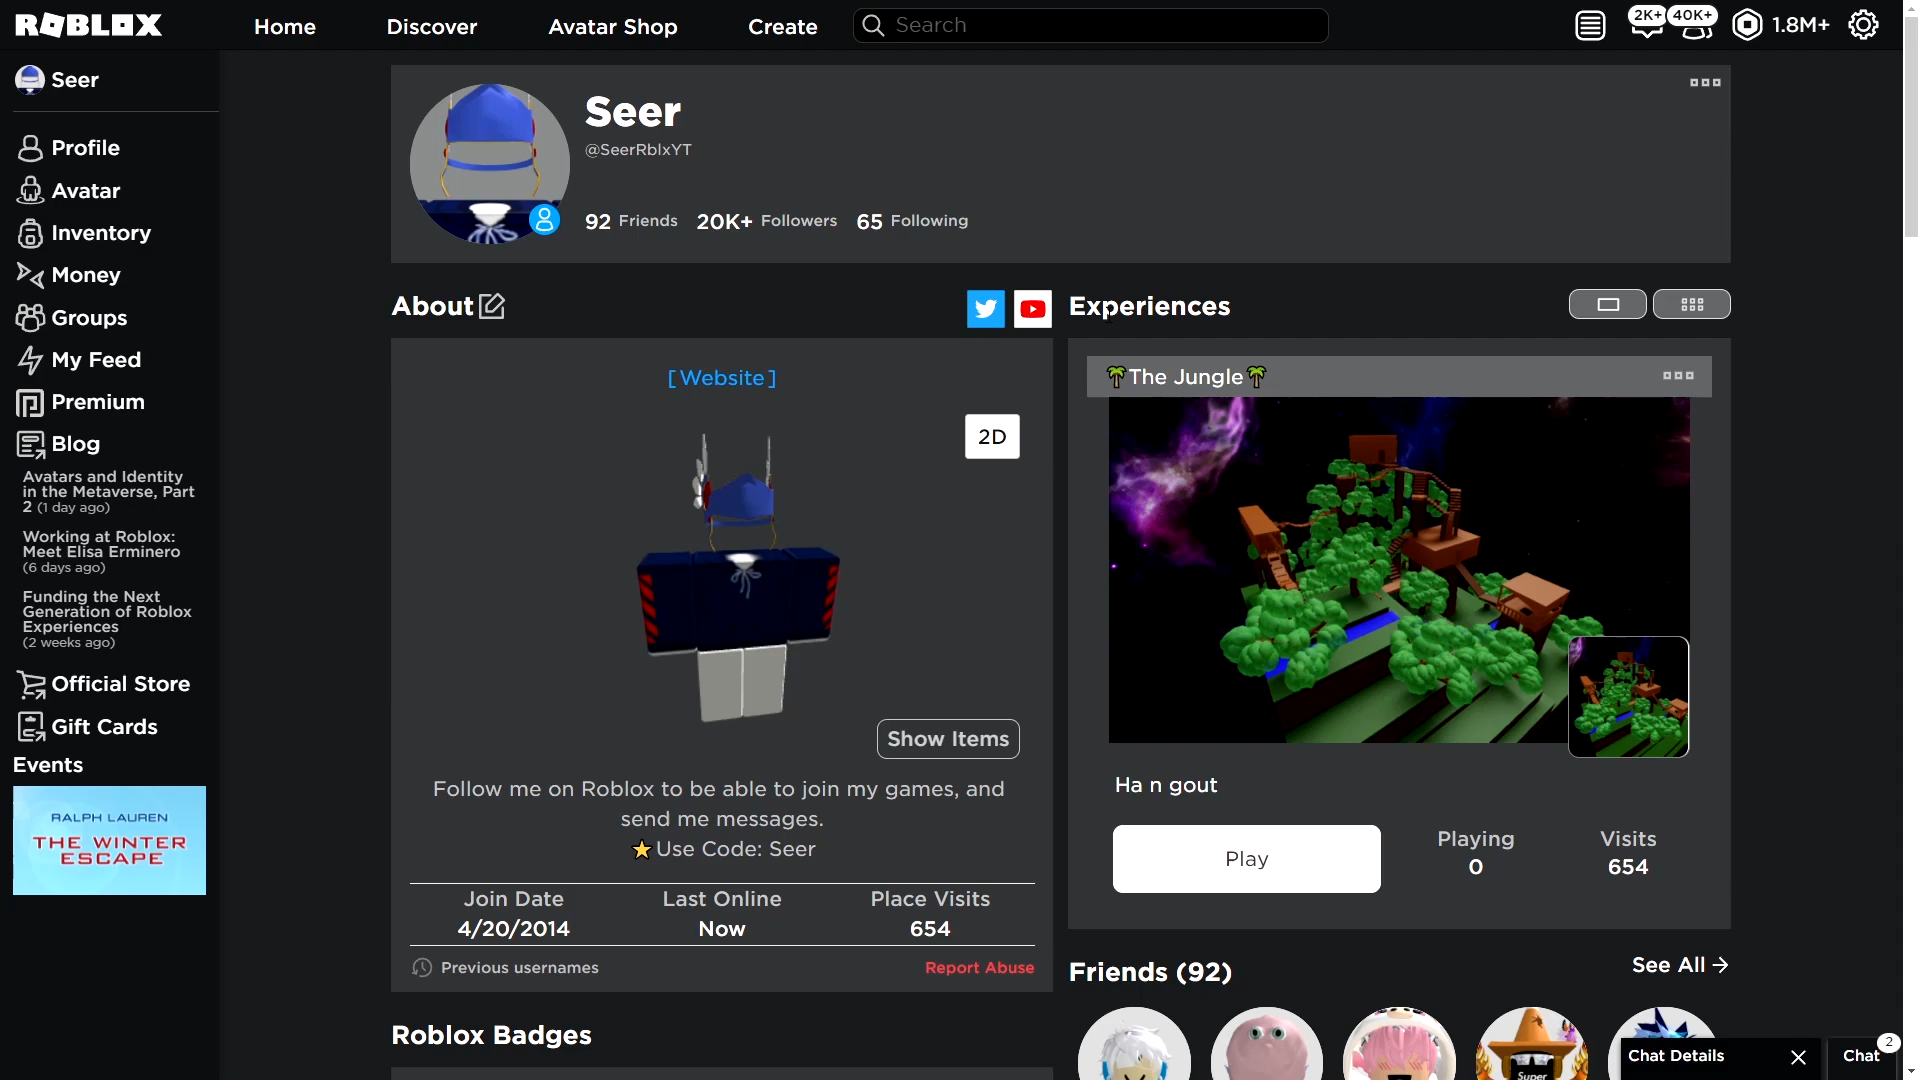 ROBLOX
Home
Discover
Avatar Shop
Create
Search
2K+
40K+
1.8M+
Seer
Profile
Avatar
Inventory
Money
Groups
My Feed
Premium
Blog
Avatars and Identity
in the Metaverse, Part
2 (1 day ago)
Working at Roblox:
Meet Elisa Erminero
(6 days ago)
Funding the Next
Generation of Roblox
Experiences
(2 weeks ago)
Official Store
Gift Cards
Events
RALPH LAUREN
THE WINTER
ESCAPE
Seer
@SeerRblxYT
92 Friends
20K+ Followers
65 Following
About
[Website]
2D
Show Items
Follow me on Roblox to be able to join my games, and
send me messages.
⭐Use Code: Seer
Join Date
4/20/2014
Last Online
Now
Place Visits
654
Previous usernames
Report Abuse
Roblox Badges
Experiences
🌴The Jungle🌴
Ha n gout
Play
Playing
0
Visits
654
Friends (92)
See All →
Super
Chat Details
Chat
2